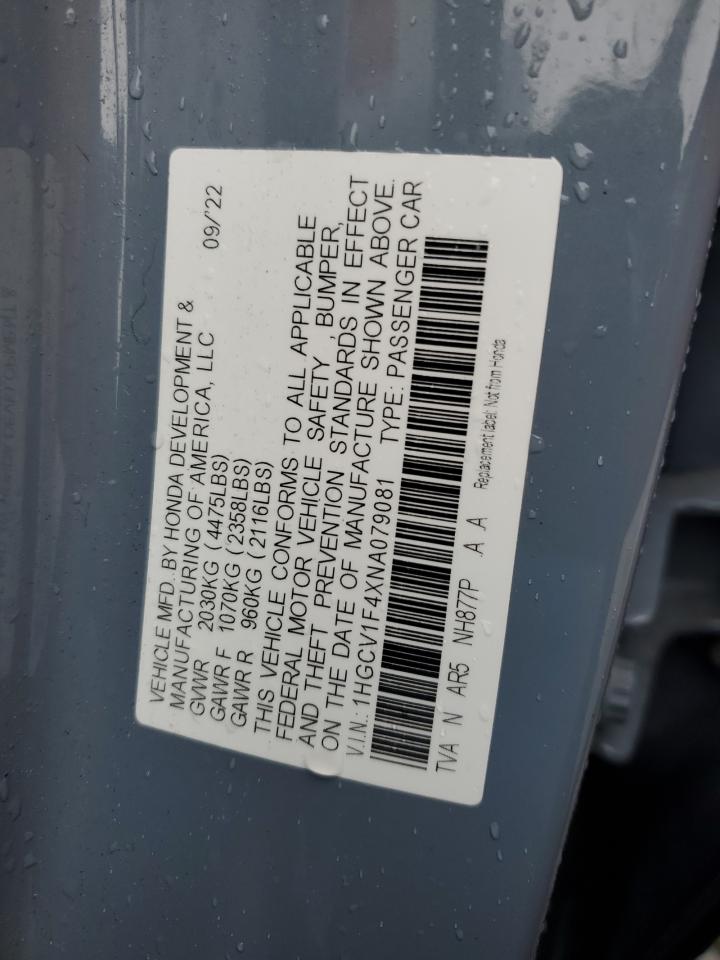 VEHICLE MFD. BY HONDA DEVELOPMENT &
MANUFACTURING OF AMERICA, LLC 09/'22
GVWR 2030KG (4475LBS)
GAWR F 1070KG (2358LBS)
GAWR R 960KG (2116LBS)
THIS VEHICLE CONFORMS TO ALL APPLICABLE
FEDERAL MOTOR VEHICLE SAFETY , BUMPER,
AND THEFT PREVENTION STANDARDS IN EFFECT
ON THE DATE OF MANUFACTURE SHOWN ABOVE.
V.I.N.: 1HGCV1F4XNA079081 TYPE: PASSENGER CAR
TVA N AR5 NH877P A A Replacement label: Not from Honda